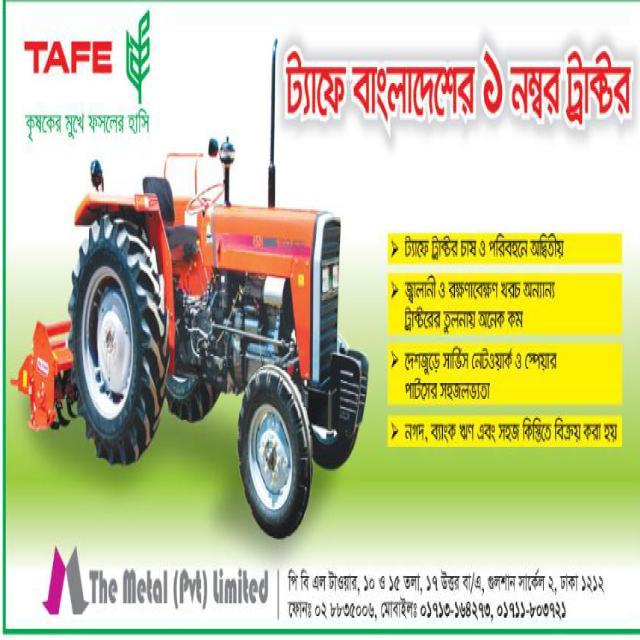 TAFE
কৃষকের মুখে ফসলের হাসি
ট্যাফে বাংলাদেশের ১ নম্বর ট্রাক্টর
ট্যাফে ট্রাক্টর চাষ ও পরিবহনে অদ্বিতীয়
জ্বালানী ও রক্ষণাবেক্ষণ খরচ অন্যান্য
ট্রাক্টরের তুলনায় অনেক কম
দেশজুড়ে সার্ভিস নেটওয়ার্ক ও স্পেয়ার
পার্টসের সহজলভ্যতা
নগদ, ব্যাংক ঋণ এবং সহজ কিস্তিতে বিক্রয় করা হয়
The Metal (Pvt) Limited
পি বি এল টাওয়ার, ১০ ও ১৫ তলা, ১৭ উত্তর বা/এ, গুলশান সার্কেল ২, ঢাকা ১২১২
ফোনঃ ০২ ৮৮৩৫০০৬, মোবাইলঃ ০১৭১৩-১৬৪২৭৩, ০১৭১১-৮০৩৭২১